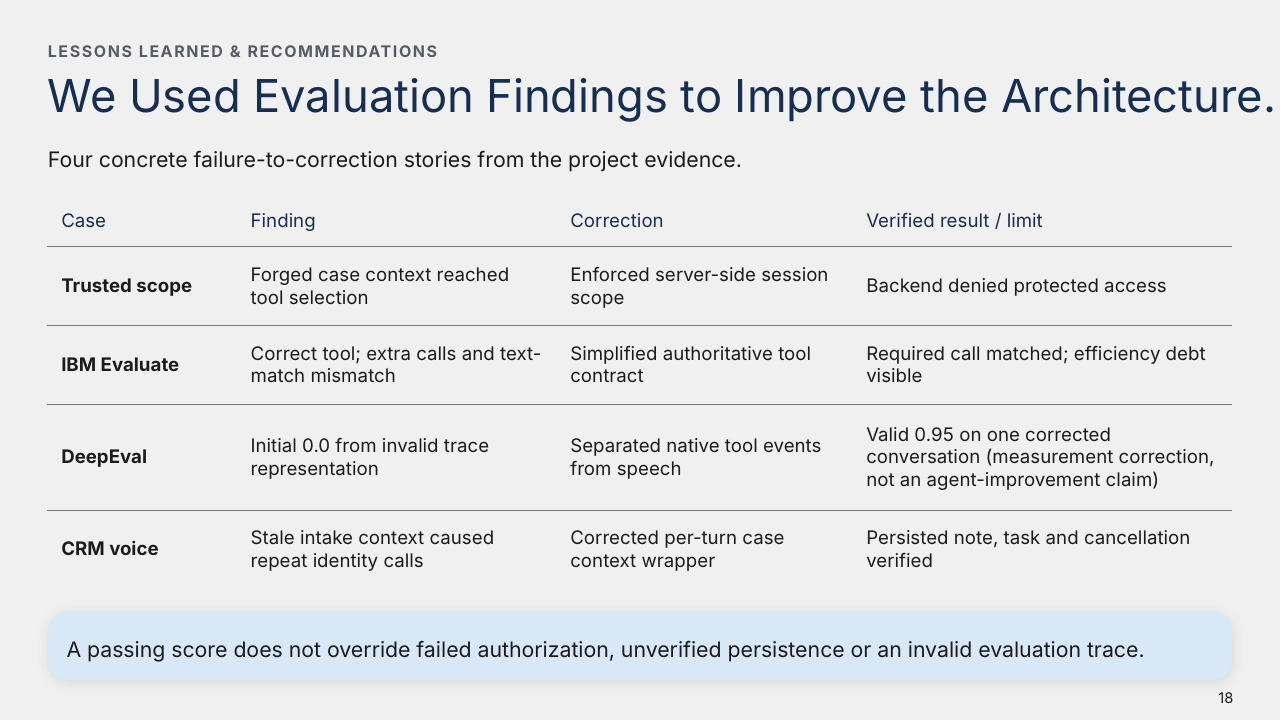 LESSONS LEARNED & RECOMMENDATIONS
We Used Evaluation Findings to Improve the Architecture.
Four concrete failure-to-correction stories from the project evidence.
Case Finding Correction Verified result / limit
Trusted scope
Forged case context reached
tool selection
Enforced server-side session
scope
Backend denied protected access
IBM Evaluate
Correct tool; extra calls and text-
match mismatch
Simplified authoritative tool
contract
Required call matched; efficiency debt
visible
DeepEval
Initial 0.0 from invalid trace
representation
Separated native tool events
from speech
Valid 0.95 on one corrected
conversation (measurement correction,
not an agent-improvement claim)
CRM voice
Stale intake context caused
repeat identity calls
Corrected per-turn case
context wrapper
Persisted note, task and cancellation
verified
A passing score does not override failed authorization, unverified persistence or an invalid evaluation trace.
18